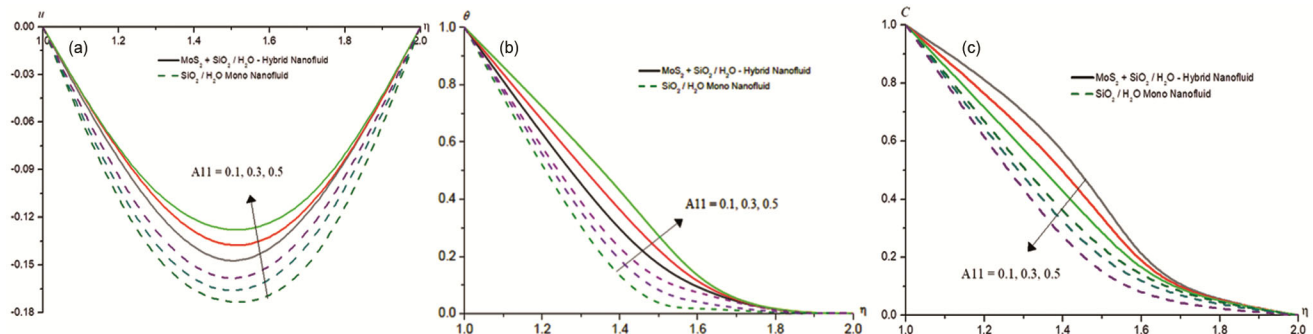 u
0.00
-0.03
-0.06
-0.09
-0.12
-0.15
-0.18
1.0 1.2 1.4 1.6 1.8 2.0
η
(a)
MoS2 + SiO2 / H2O - Hybrid Nanofluid
SiO2 / H2O Mono Nanofluid
A11 = 0.1, 0.3, 0.5
θ
1.0
0.8
0.6
0.4
0.2
0.0
1.0 1.2 1.4 1.6 1.8 2.0
η
(b)
MoS2 + SiO2 / H2O - Hybrid Nanofluid
SiO2 / H2O Mono Nanofluid
A11 = 0.1, 0.3, 0.5
C
1.0
0.8
0.6
0.4
0.2
0.0
1.0 1.2 1.4 1.6 1.8 2.0
η
(c)
MoS2 + SiO2 / H2O - Hybrid Nanofluid
SiO2 / H2O Mono Nanofluid
A11 = 0.1, 0.3, 0.5